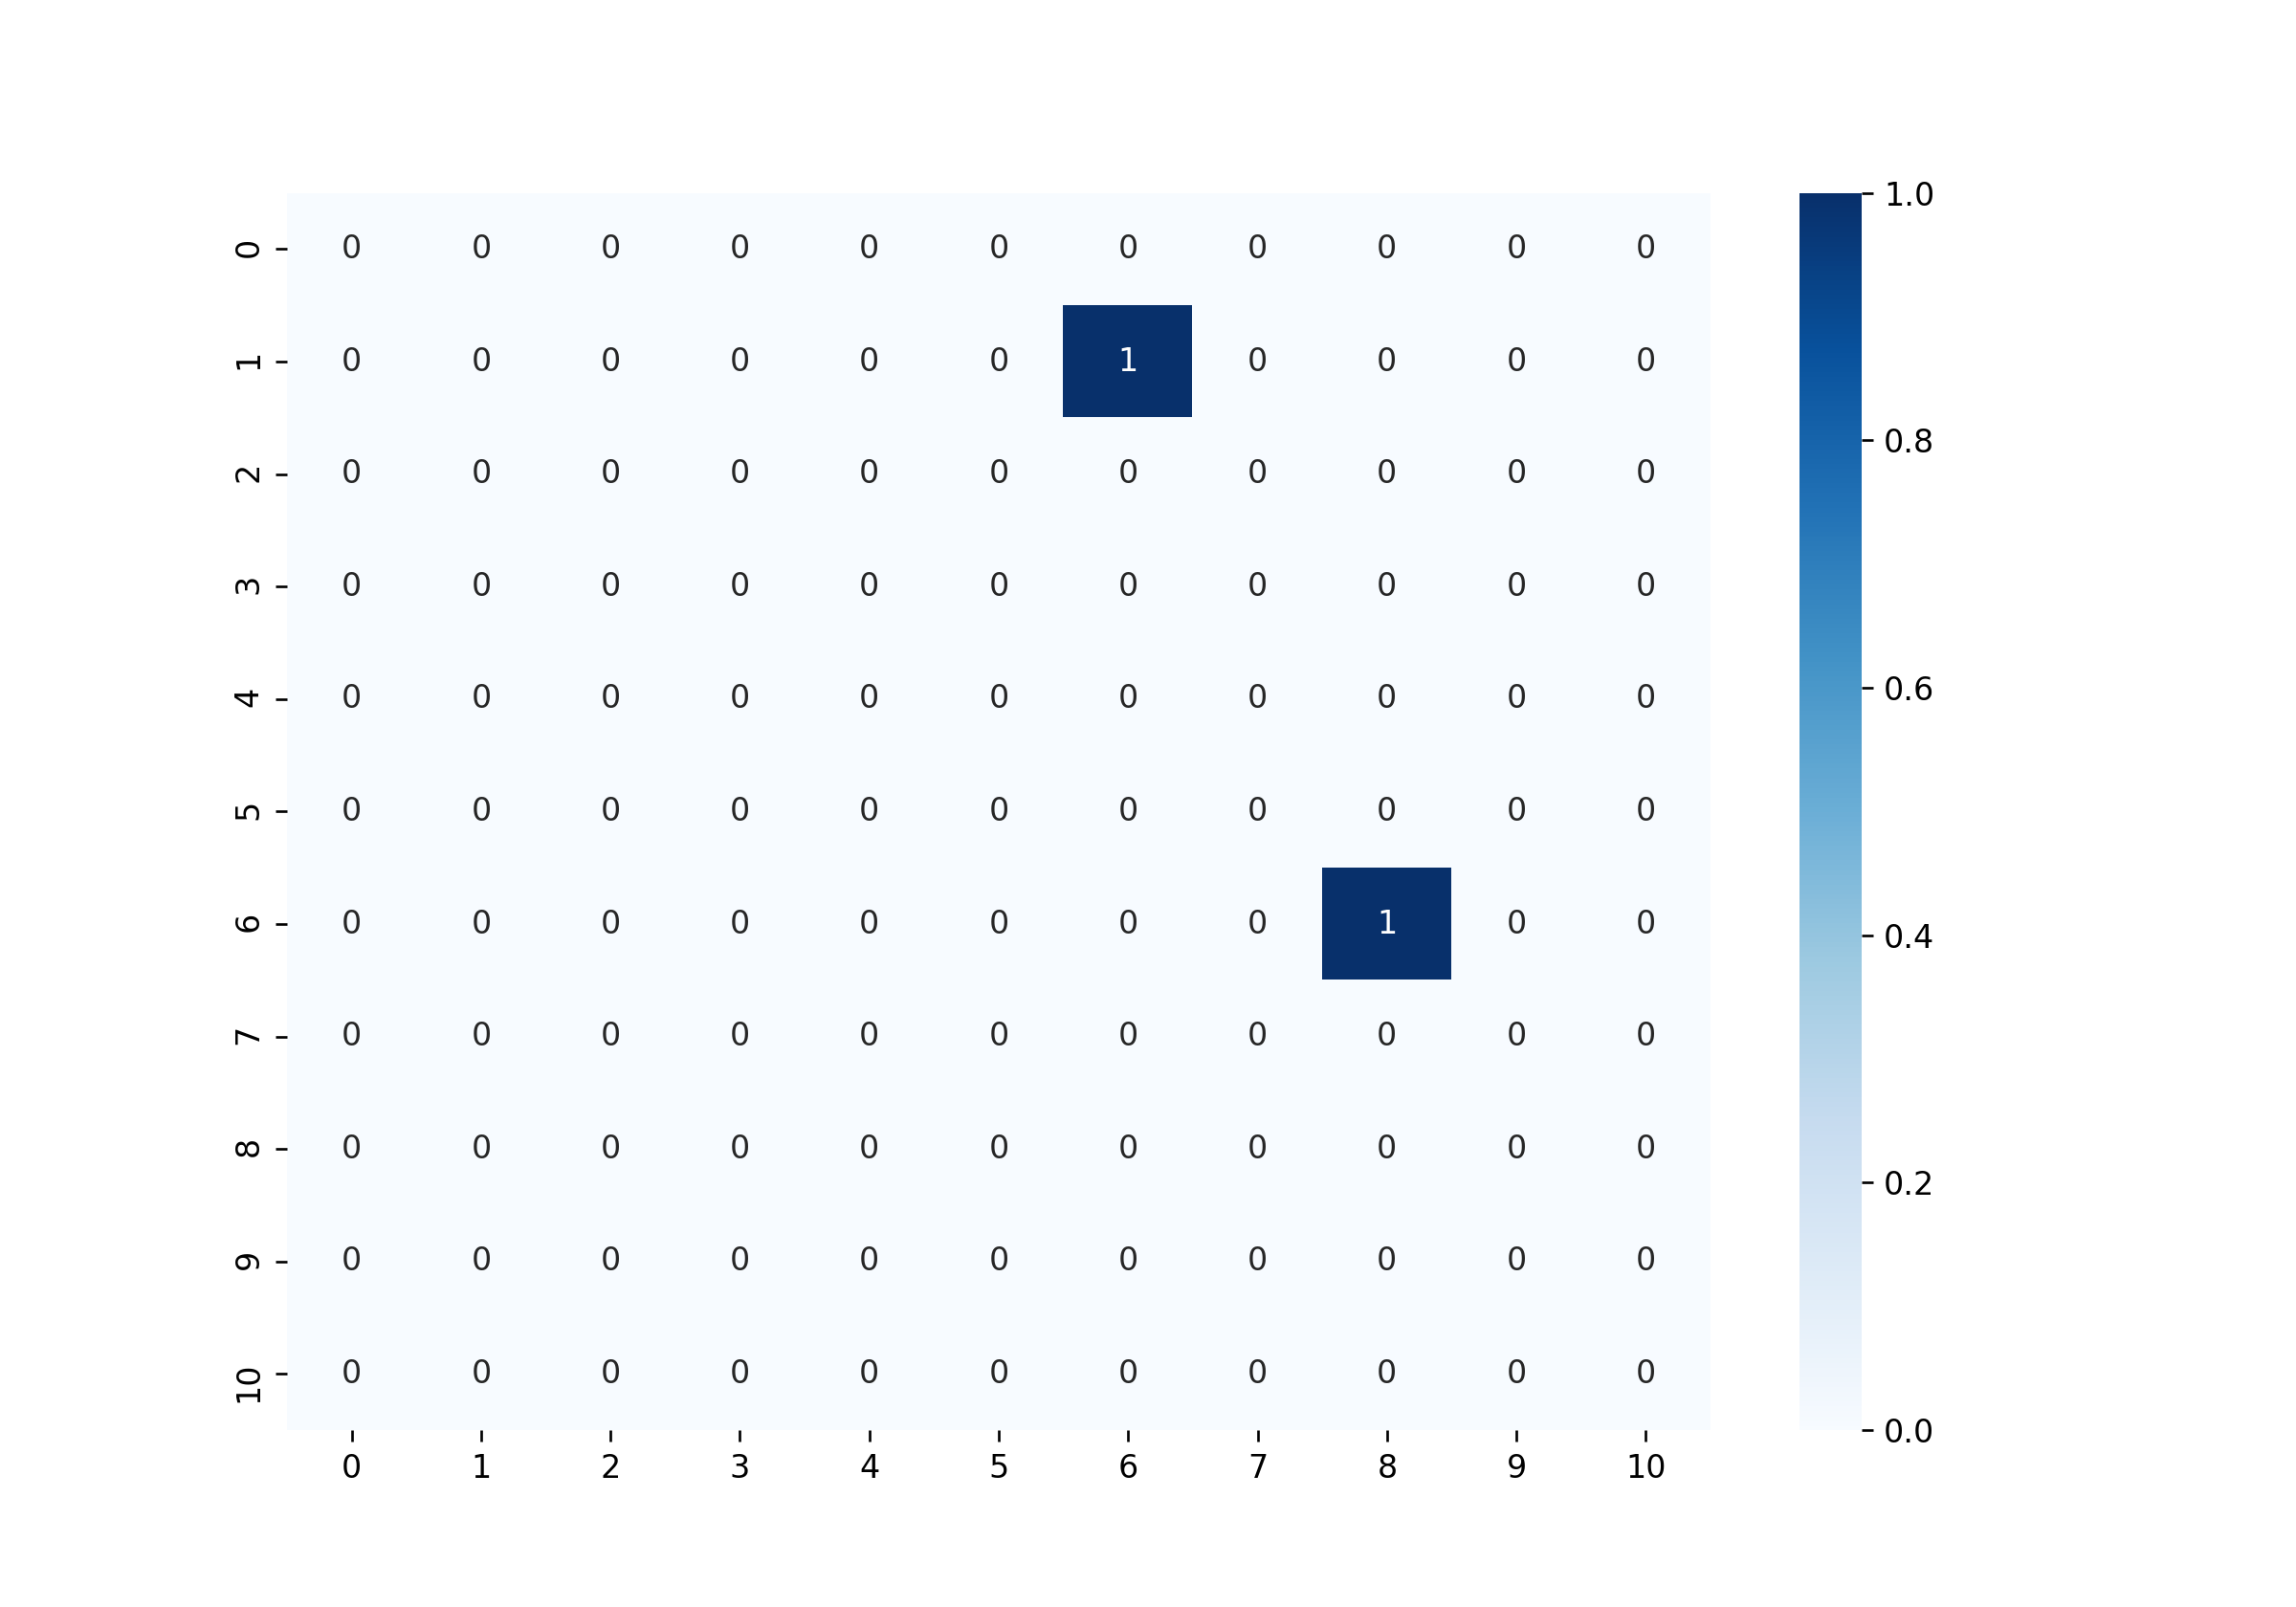 1.0
0 0 0 0 0 0 0 0 0 0 0 0
1 0 0 0 0 0 0 1 0 0 0 0
0.8
2 0 0 0 0 0 0 0 0 0 0 0
3 0 0 0 0 0 0 0 0 0 0 0
0.6
4 0 0 0 0 0 0 0 0 0 0 0
5 0 0 0 0 0 0 0 0 0 0 0
6 0 0 0 0 0 0 0 0 1 0 0
0.4
7 0 0 0 0 0 0 0 0 0 0 0
8 0 0 0 0 0 0 0 0 0 0 0
0.2
9 0 0 0 0 0 0 0 0 0 0 0
10 0 0 0 0 0 0 0 0 0 0 0
0.0
0 1 2 3 4 5 6 7 8 9 10